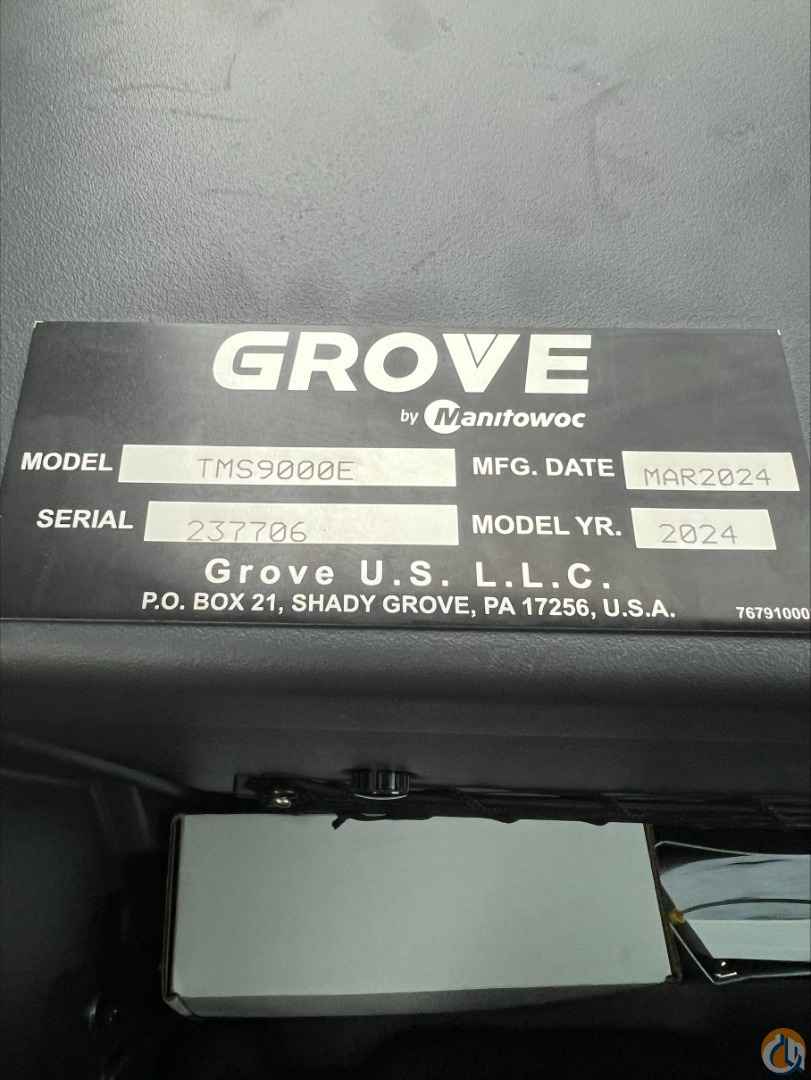 GROVE
by Manitowoc
MODEL TMS9000E MFG. DATE MAR2024
SERIAL 237706 MODEL YR. 2024
Grove U.S. L.L.C.
P.O. BOX 21, SHADY GROVE, PA 17256, U.S.A. 76791000